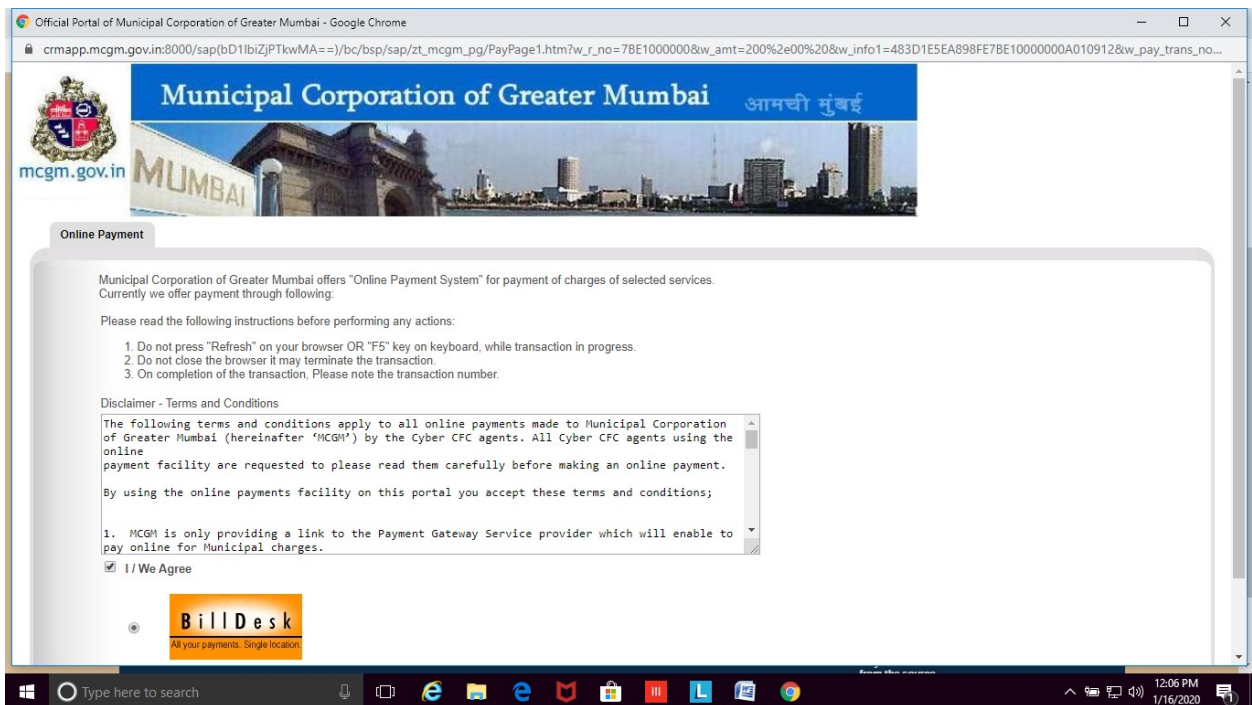 Official Portal of Municipal Corporation of Greater Mumbai - Google Chrome
crmapp.mcgm.gov.in:8000/sap(bD1lbiZjPTkwMA==)/bc/bsp/sap/zt_mcgm_pg/PayPage1.htm?w_r_no=7BE1000000&w_amt=200%2e00%20&w_info1=483D1E5EA898FE7BE10000000A010912&w_pay_trans_no...
Municipal Corporation of Greater Mumbai
आमची मुंबई
mcgm.gov.in
MUMBAI
Online Payment
Municipal Corporation of Greater Mumbai offers "Online Payment System" for payment of charges of selected services.
Currently we offer payment through following:
Please read the following instructions before performing any actions:
1. Do not press "Refresh" on your browser OR "F5" key on keyboard, while transaction in progress.
2. Do not close the browser it may terminate the transaction.
3. On completion of the transaction, Please note the transaction number.
Disclaimer - Terms and Conditions
The following terms and conditions apply to all online payments made to Municipal Corporation
of Greater Mumbai (hereinafter ‘MCGM’) by the Cyber CFC agents. All Cyber CFC agents using the
online
payment facility are requested to please read them carefully before making an online payment.
By using the online payments facility on this portal you accept these terms and conditions;
1. MCGM is only providing a link to the Payment Gateway Service provider which will enable to
pay online for Municipal charges.
I / We Agree
BillDesk
All your payments. Single location.
from the source
Type here to search
L
12:06 PM
1/16/2020